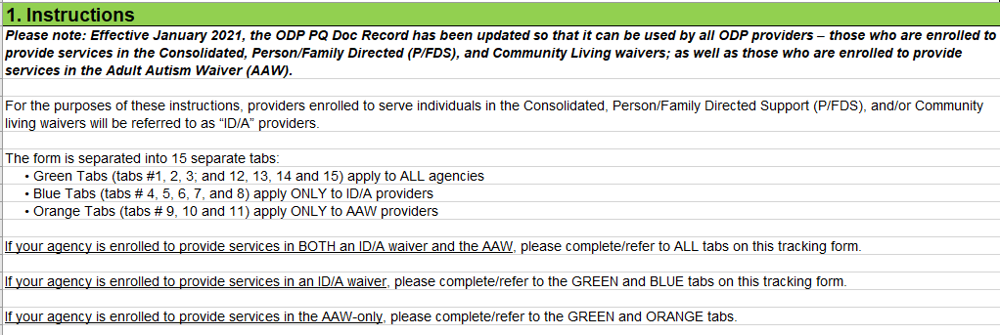 1. Instructions
Please note: Effective January 2021, the ODP PQ Doc Record has been updated so that it can be used by all ODP providers – those who are enrolled to
provide services in the Consolidated, Person/Family Directed (P/FDS), and Community Living waivers; as well as those who are enrolled to provide
services in the Adult Autism Waiver (AAW).
For the purposes of these instructions, providers enrolled to serve individuals in the Consolidated, Person/Family Directed Support (P/FDS), and/or Community
living waivers will be referred to as “ID/A” providers.
The form is separated into 15 separate tabs:
• Green Tabs (tabs #1, 2, 3; and 12, 13, 14 and 15) apply to ALL agencies
• Blue Tabs (tabs # 4, 5, 6, 7, and 8) apply ONLY to ID/A providers
• Orange Tabs (tabs # 9, 10 and 11) apply ONLY to AAW providers
If your agency is enrolled to provide services in BOTH an ID/A waiver and the AAW, please complete/refer to ALL tabs on this tracking form.
If your agency is enrolled to provide services in an ID/A waiver, please complete/refer to the GREEN and BLUE tabs on this tracking form.
If your agency is enrolled to provide services in the AAW-only, please complete/refer to the GREEN and ORANGE tabs.